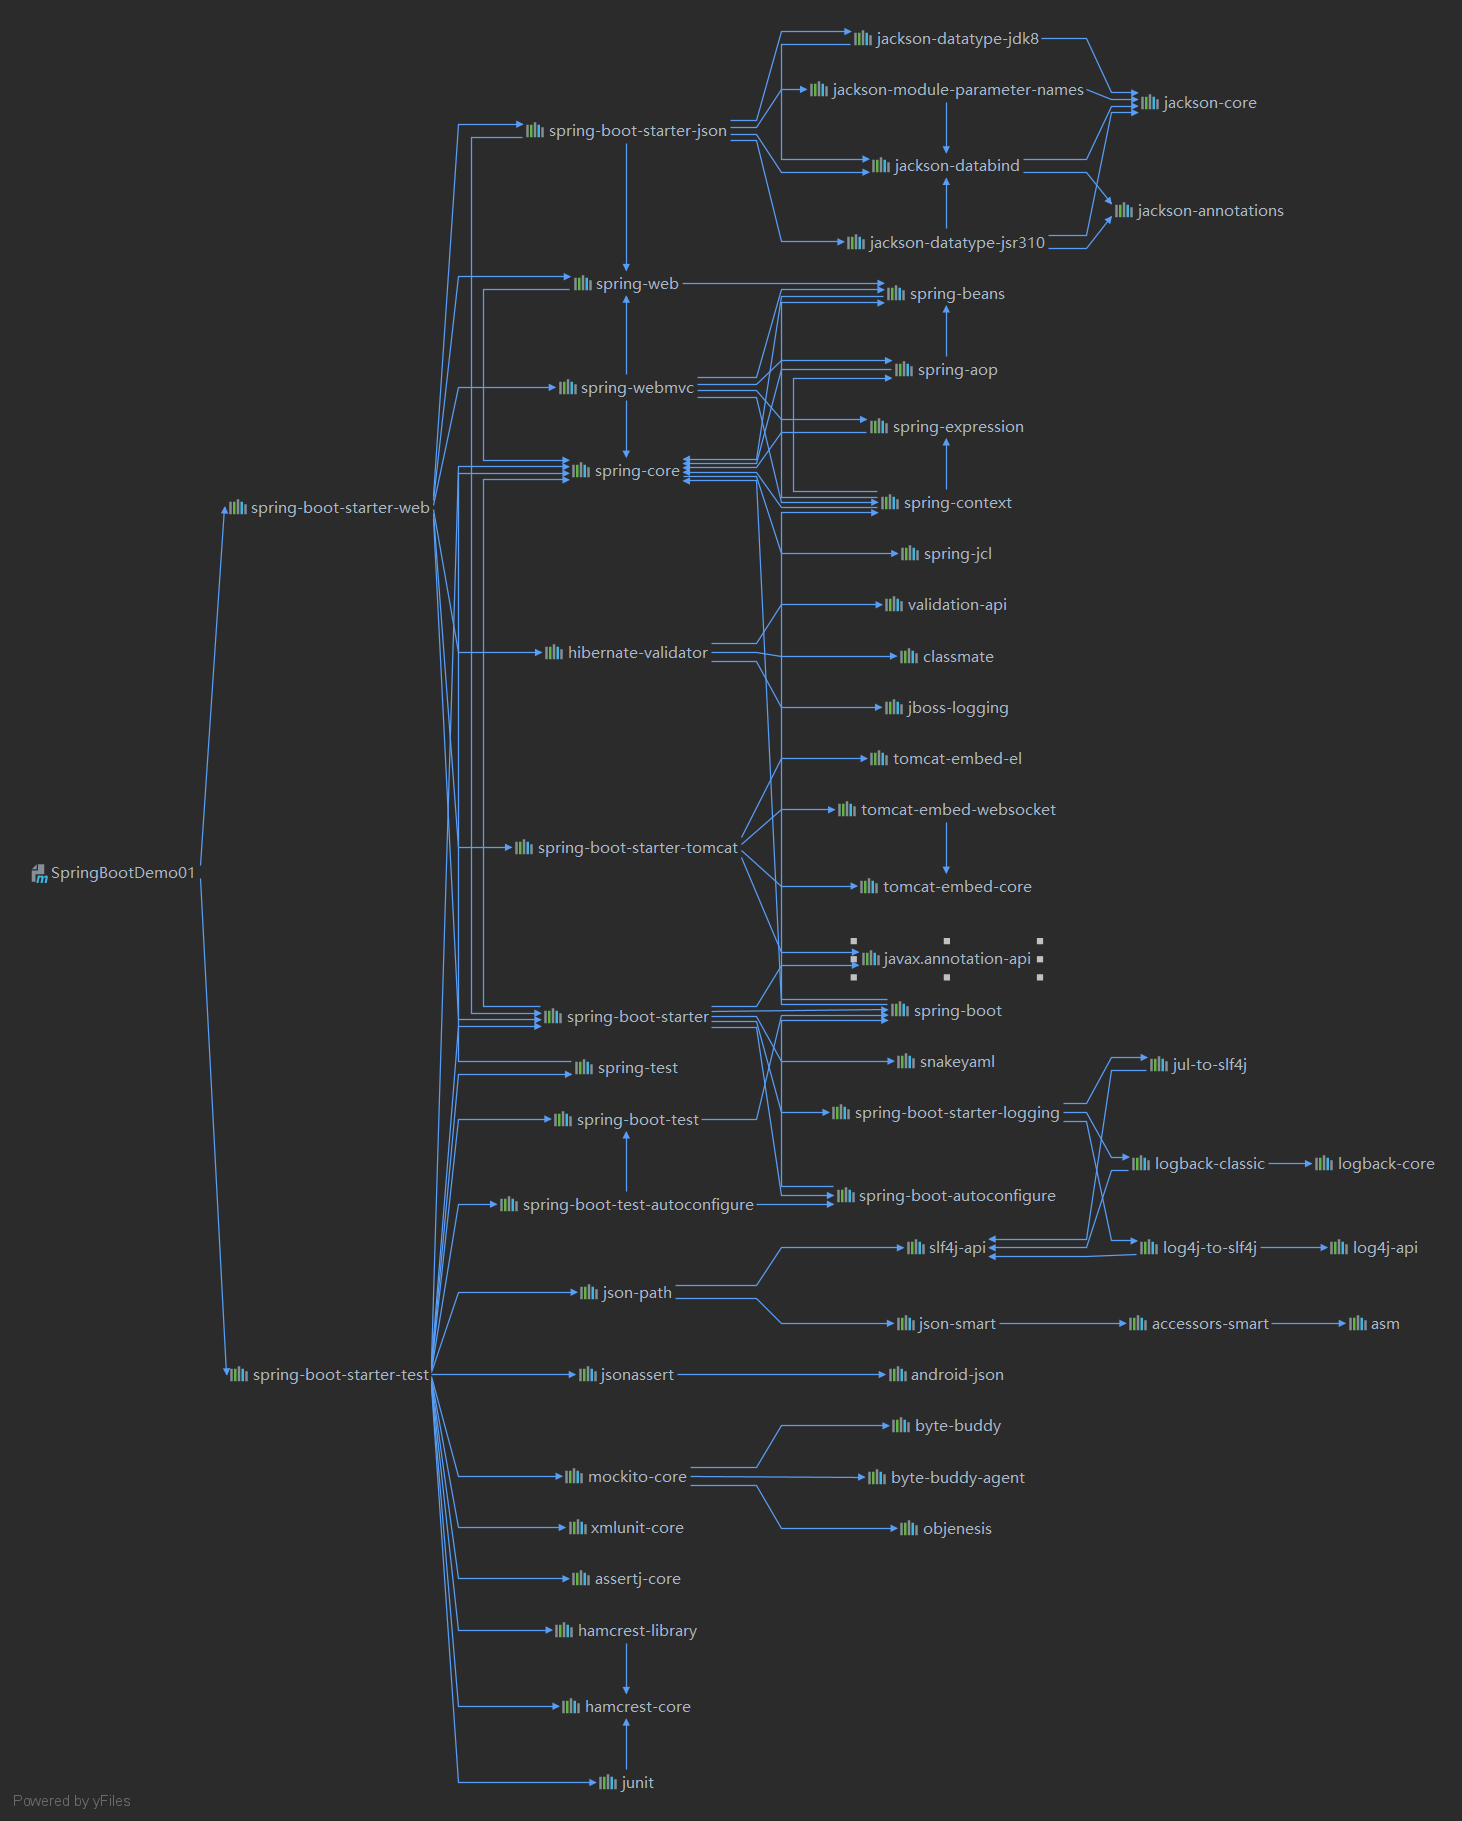 jackson-datatype-jdk8
jackson-module-parameter-names
jackson-core
spring-boot-starter-json
jackson-databind
jackson-annotations
jackson-datatype-jsr310
spring-web
spring-beans
spring-aop
spring-webmvc
spring-expression
spring-core
spring-context
spring-boot-starter-web
spring-jcl
validation-api
hibernate-validator
classmate
jboss-logging
tomcat-embed-el
tomcat-embed-websocket
spring-boot-starter-tomcat
SpringBootDemo01
tomcat-embed-core
javax.annotation-api
spring-boot
spring-boot-starter
snakeyaml
jul-to-slf4j
spring-test
spring-boot-starter-logging
spring-boot-test
logback-classic
logback-core
spring-boot-autoconfigure
spring-boot-test-autoconfigure
slf4j-api
log4j-to-slf4j
log4j-api
json-path
json-smart
accessors-smart
asm
spring-boot-starter-test
jsonassert
android-json
byte-buddy
mockito-core
byte-buddy-agent
xmlunit-core
objenesis
assertj-core
hamcrest-library
hamcrest-core
junit
Powered by yFiles